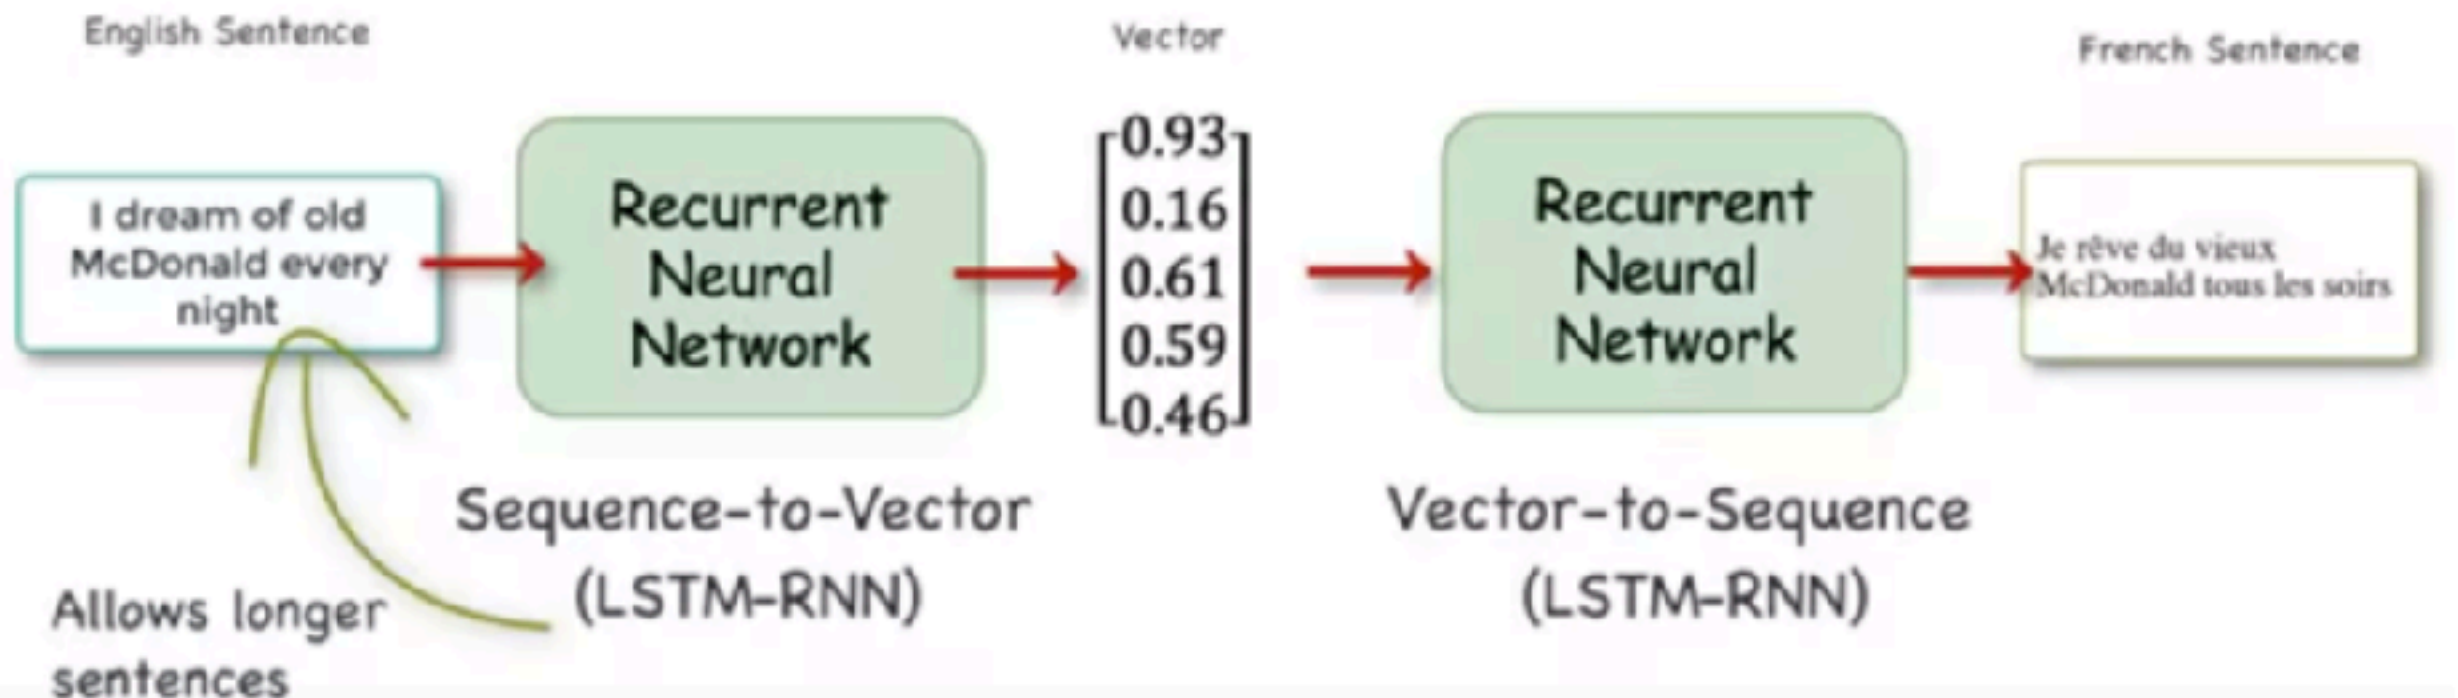 English Sentence
Vector
French Sentence
I dream of old
McDonald every
night
Recurrent
Neural
Network
0.93
0.16
0.61
0.59
0.46
Recurrent
Neural
Network
Je rêve du vieux
McDonald tous les soirs
Sequence-to-Vector
(LSTM-RNN)
Vector-to-Sequence
(LSTM-RNN)
Allows longer
sentences